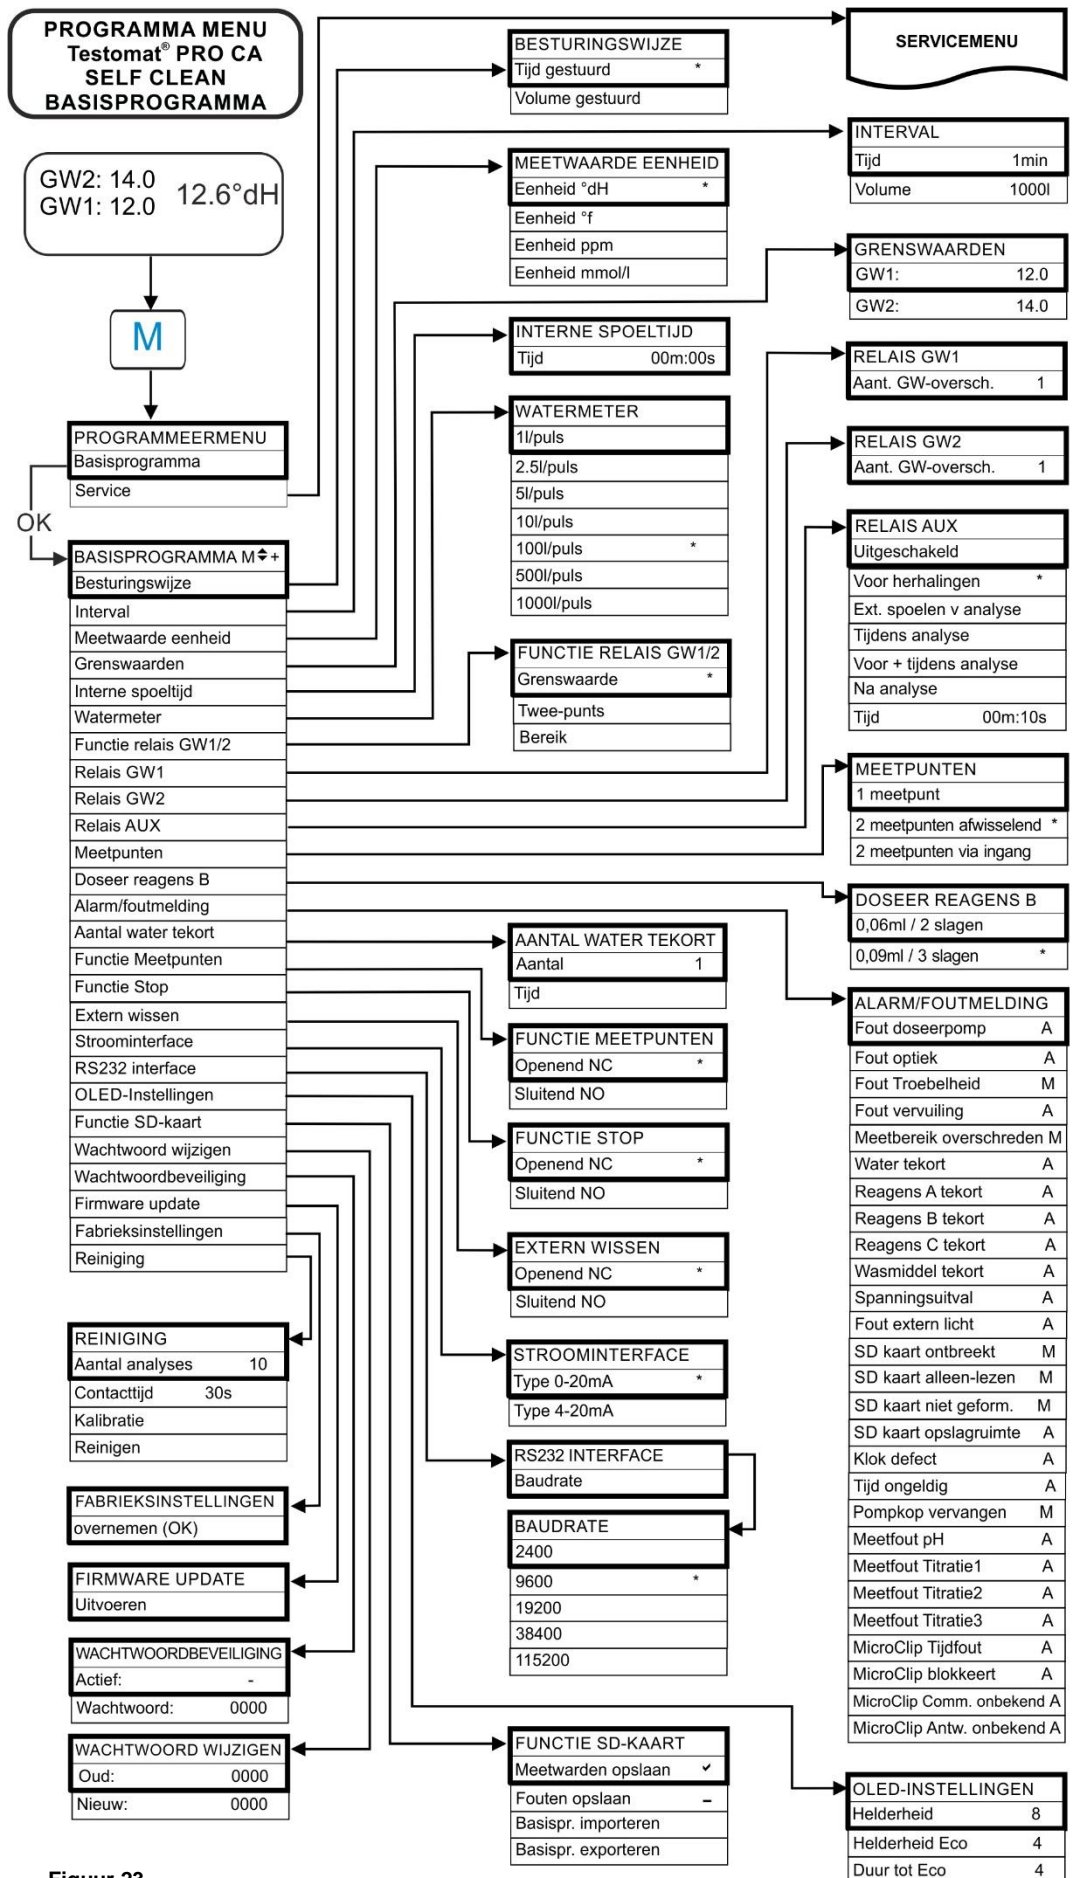 PROGRAMMA MENU
Testomat® PRO CA
SELF CLEAN
BASISPROGRAMMA
GW2: 14.0
GW1: 12.0
12.6°dH
M
PROGRAMMEERMENU
Basisprogramma
Service
OK
BASISPROGRAMMA M +
Besturingswijze
Interval
Meetwaarde eenheid
Grenswaarden
Interne spoeltijd
Watermeter
Functie relais GW1/2
Relais GW1
Relais GW2
Relais AUX
Meetpunten
Doseer reagens B
Alarm/foutmelding
Aantal water tekort
Functie Meetpunten
Functie Stop
Extern wissen
Stroominterface
RS232 interface
OLED-Instellingen
Functie SD-kaart
Wachtwoord wijzigen
Wachtwoordbeveiliging
Firmware update
Fabrieksinstellingen
Reiniging
REINIGING
Aantal analyses 10
Contacttijd 30s
Kalibratie
Reinigen
FABRIEKSINSTELLINGEN
overnemen (OK)
FIRMWARE UPDATE
Uitvoeren
WACHTWOORDBEVEILIGING
Actief: -
Wachtwoord: 0000
WACHTWOORD WIJZIGEN
Oud: 0000
Nieuw: 0000
BESTURINGSWIJZE
Tijd gestuurd *
Volume gestuurd
MEETWAARDE EENHEID
Eenheid °dH *
Eenheid °f
Eenheid ppm
Eenheid mmol/l
INTERNE SPOELTIJD
Tijd 00m:00s
WATERMETER
1l/puls
2.5l/puls
5l/puls
10l/puls
100l/puls *
500l/puls
1000l/puls
FUNCTIE RELAIS GW1/2
Grenswaarde *
Twee-punts
Bereik
AANTAL WATER TEKORT
Aantal 1
Tijd
FUNCTIE MEETPUNTEN
Openend NC *
Sluitend NO
FUNCTIE STOP
Openend NC *
Sluitend NO
EXTERN WISSEN
Openend NC *
Sluitend NO
STROOMINTERFACE
Type 0-20mA *
Type 4-20mA
RS232 INTERFACE
Baudrate
BAUDRATE
2400
9600 *
19200
38400
115200
FUNCTIE SD-KAART
Meetwarden opslaan ✓
Fouten opslaan –
Basispr. importeren
Basispr. exporteren
SERVICEMENU
INTERVAL
Tijd 1min
Volume 1000l
GRENSWAARDEN
GW1: 12.0
GW2: 14.0
RELAIS GW1
Aant. GW-oversch. 1
RELAIS GW2
Aant. GW-oversch. 1
RELAIS AUX
Uitgeschakeld
Voor herhalingen *
Ext. spoelen v analyse
Tijdens analyse
Voor + tijdens analyse
Na analyse
Tijd 00m:10s
MEETPUNTEN
1 meetpunt
2 meetpunten afwisselend *
2 meetpunten via ingang
DOSEER REAGENS B
0,06ml / 2 slagen
0,09ml / 3 slagen *
ALARM/FOUTMELDING
Fout doseerpomp A
Fout optiek A
Fout Troebelheid M
Fout vervuiling A
Meetbereik overschreden M
Water tekort A
Reagens A tekort A
Reagens B tekort A
Reagens C tekort A
Wasmiddel tekort A
Spanningsuitval A
Fout extern licht A
SD kaart ontbreekt M
SD kaart alleen-lezen M
SD kaart niet geform. M
SD kaart opslagruimte A
Klok defect A
Tijd ongeldig A
Pompkop vervangen M
Meetfout pH A
Meetfout Titratie1 A
Meetfout Titratie2 A
Meetfout Titratie3 A
MicroClip Tijdfout A
MicroClip blokkeert A
MicroClip Comm. onbekend A
MicroClip Antw. onbekend A
OLED-INSTELLINGEN
Helderheid 8
Helderheid Eco 4
Duur tot Eco 4
Figuur 23